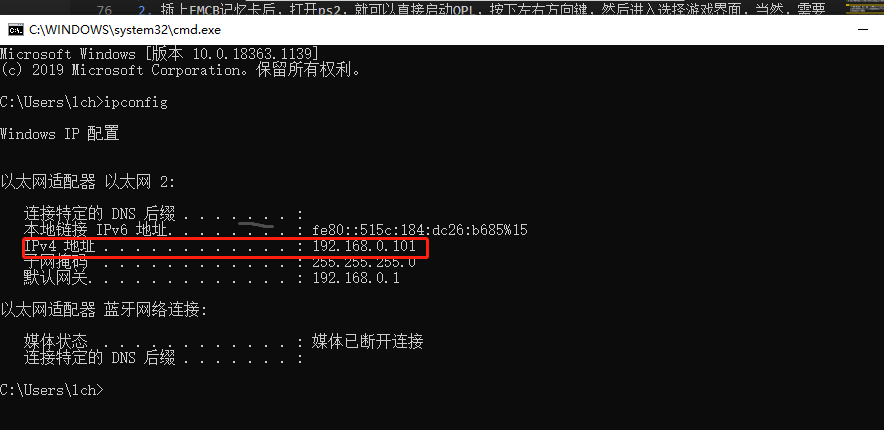 76 2. 插上FMCB记忆卡后，打开ps2，就可以直接启动OPL，按下左右方向键，然后进入选择游戏界面，当然，需要
C:\WINDOWS\system32\cmd.exe
Microsoft Windows [版本 10.0.18363.1139]
(c) 2019 Microsoft Corporation。保留所有权利。
C:\Users\lch>ipconfig
Windows IP 配置
以太网适配器 以太网 2:
连接特定的 DNS 后缀 . . . . . . . :
本地链接 IPv6 地址. . . . . . . . : fe80::515c:184:dc26:b685%15
IPv4 地址 . . . . . . . . . . . . : 192.168.0.101
子网掩码 . . . . . . . . . . . . : 255.255.255.0
默认网关. . . . . . . . . . . . . : 192.168.0.1
以太网适配器 蓝牙网络连接:
媒体状态 . . . . . . . . . . . . : 媒体已断开连接
连接特定的 DNS 后缀 . . . . . . . :
C:\Users\lch>